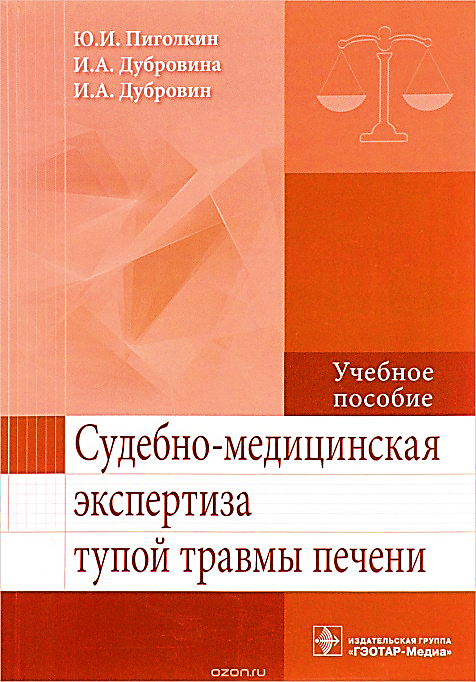 Ю.И. Пиголкин
И.А. Дубровина
И.А. Дубровин
Учебное
пособие
Судебно-медицинская
экспертиза
тупой травмы печени
ИЗДАТЕЛЬСКАЯ ГРУППА
«ГЭОТАР-Медиа»
ozon.ru